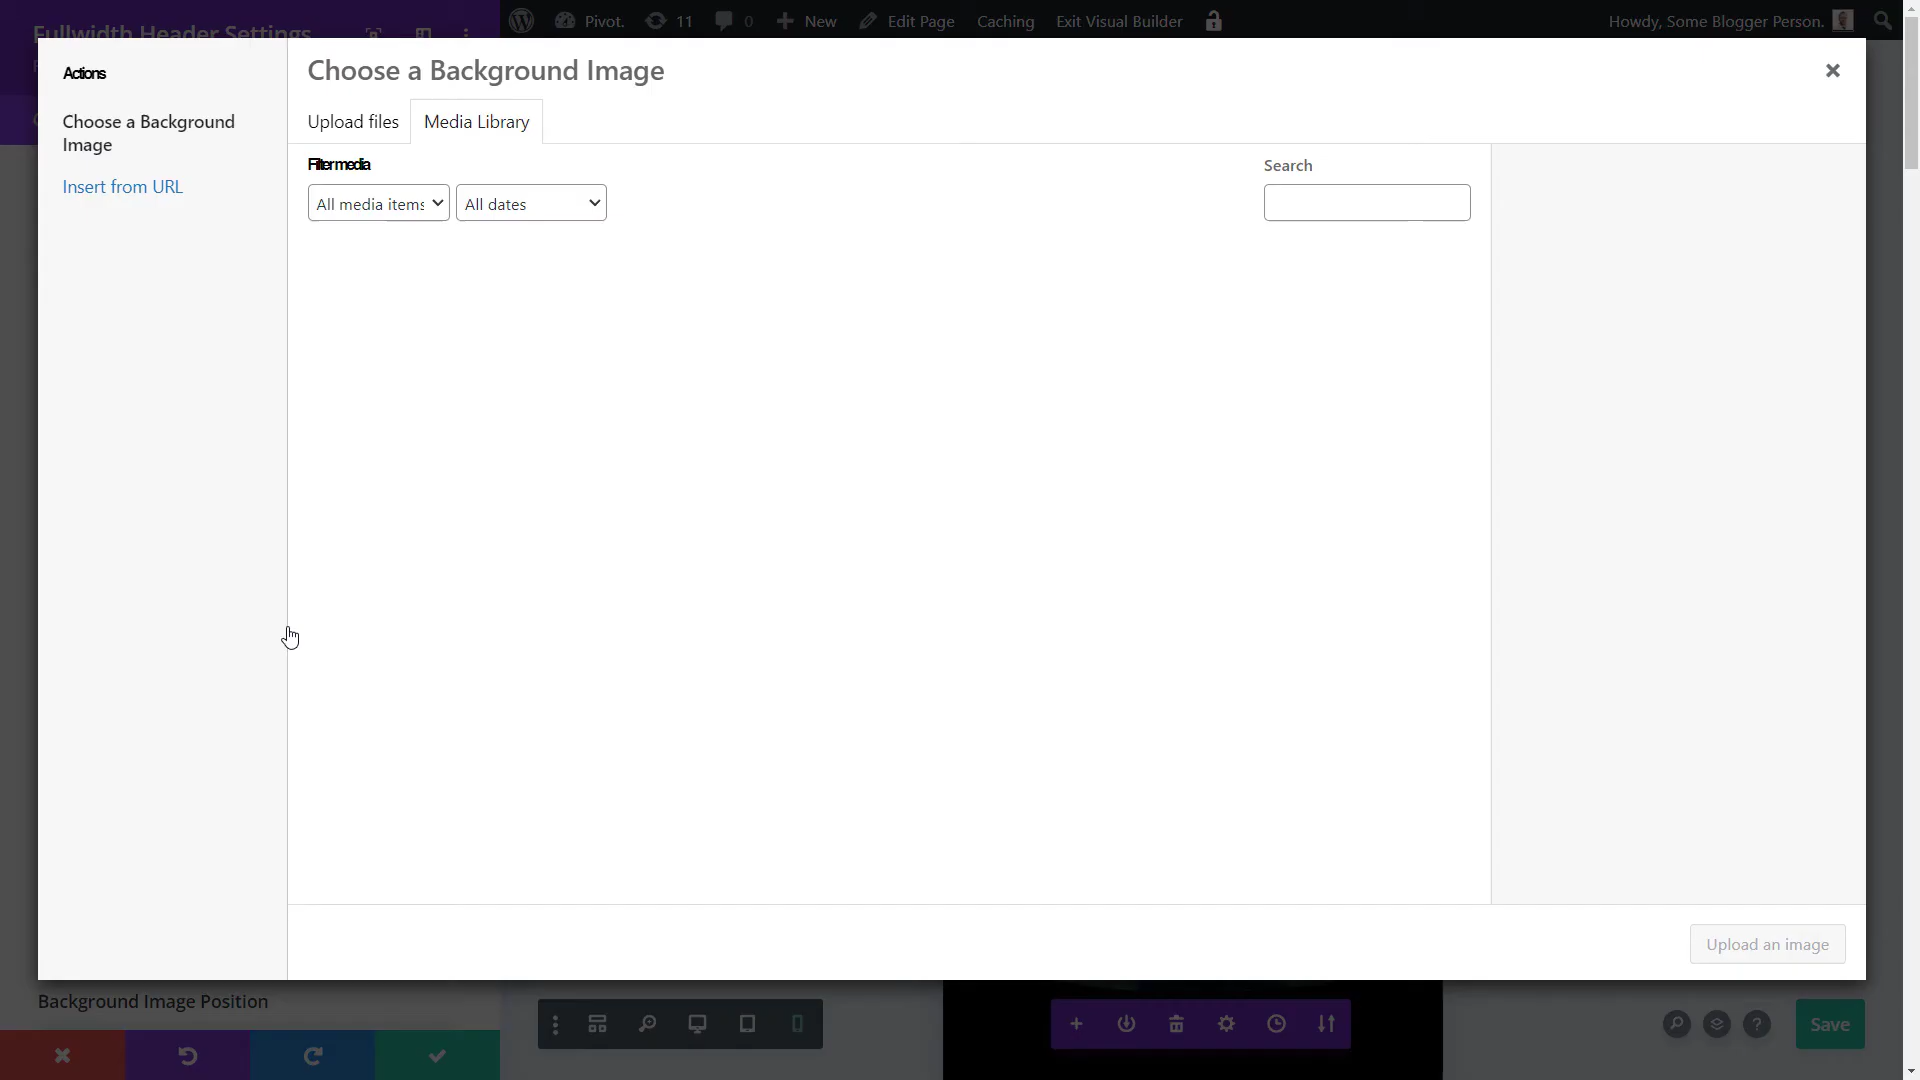 Fullwidth Header Settings
Pivot.
11
0
New
Edit Page
Caching
Exit Visual Builder
Howdy, Some Blogger Person.
Actions
Choose a Background
Image
Insert from URL
Choose a Background Image
Upload files
Media Library
Filter media
Search
All media items
All dates
Upload an image
Background Image Position
?
Save